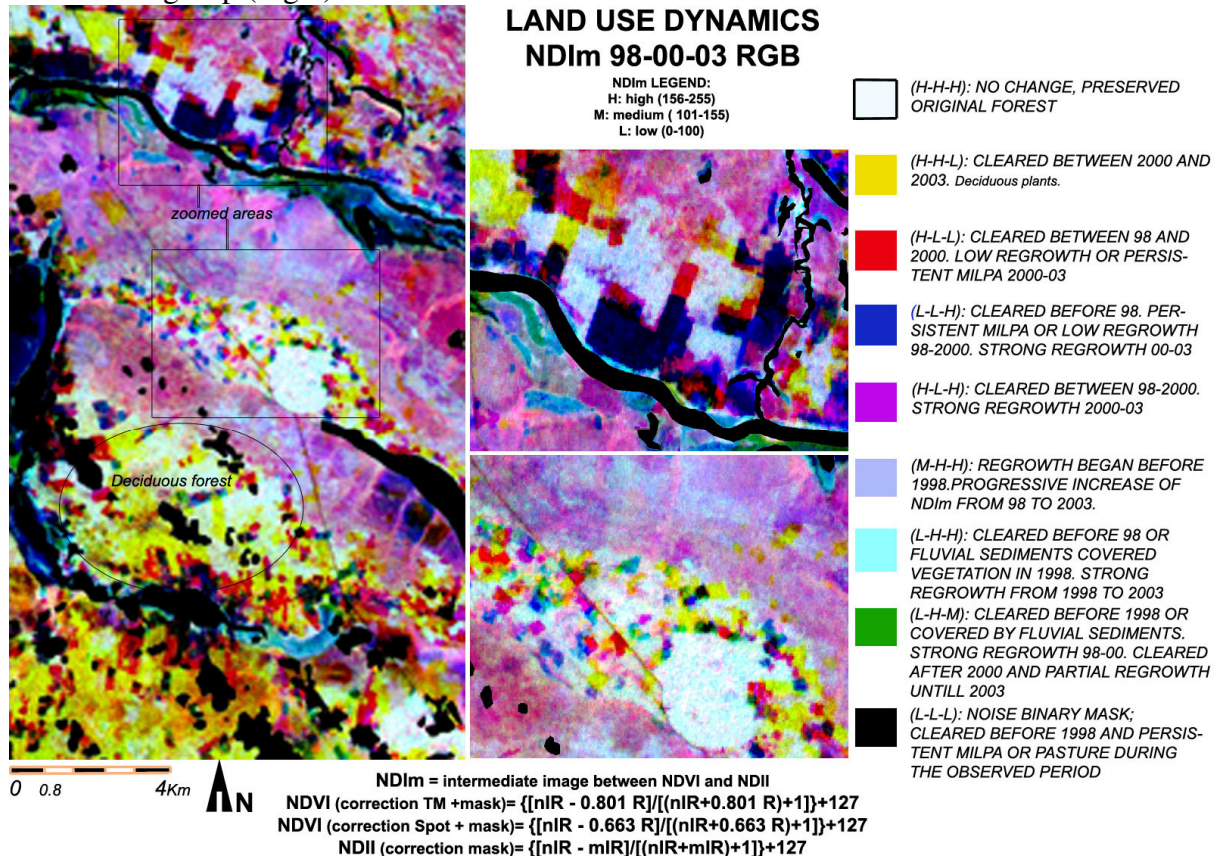 LAND USE DYNAMICS
NDIm 98-00-03 RGB
NDIm LEGEND:
H: high (156-255)
M: medium ( 101-155)
L: low (0-100)
zoomed areas
Deciduous forest
(H-H-H): NO CHANGE, PRESERVED
ORIGINAL FOREST
(H-H-L): CLEARED BETWEEN 2000 AND
2003. Deciduous plants.
(H-L-L): CLEARED BETWEEN 98 AND
2000. LOW REGROWTH OR PERSIS-
TENT MILPA 2000-03
(L-L-H): CLEARED BEFORE 98. PER-
SISTENT MILPA OR LOW REGROWTH
98-2000. STRONG REGROWTH 00-03
(H-L-H): CLEARED BETWEEN 98-2000.
STRONG REGROWTH 2000-03
(M-H-H): REGROWTH BEGAN BEFORE
1998.PROGRESSIVE INCREASE OF
NDIm FROM 98 TO 2003.
(L-H-H): CLEARED BEFORE 98 OR
FLUVIAL SEDIMENTS COVERED
VEGETATION IN 1998. STRONG
REGROWTH FROM 1998 TO 2003
(L-H-M): CLEARED BEFORE 1998 OR
COVERED BY FLUVIAL SEDIMENTS.
STRONG REGROWTH 98-00. CLEARED
AFTER 2000 AND PARTIAL REGROWTH
UNTILL 2003
(L-L-L): NOISE BINARY MASK;
CLEARED BEFORE 1998 AND PERSIS-
TENT MILPA OR PASTURE DURING
THE OBSERVED PERIOD
0 0.8 4Km
N
NDIm = intermediate image between NDVI and NDII
NDVI (correction TM +mask)= {[nIR - 0.801 R]/[(nIR+0.801 R)+1]}+127
NDVI (correction Spot + mask)= {[nIR - 0.663 R]/[(nIR+0.663 R)+1]}+127
NDII (correction mask)= {[nIR - mIR]/[(nIR+mIR)+1]}+127